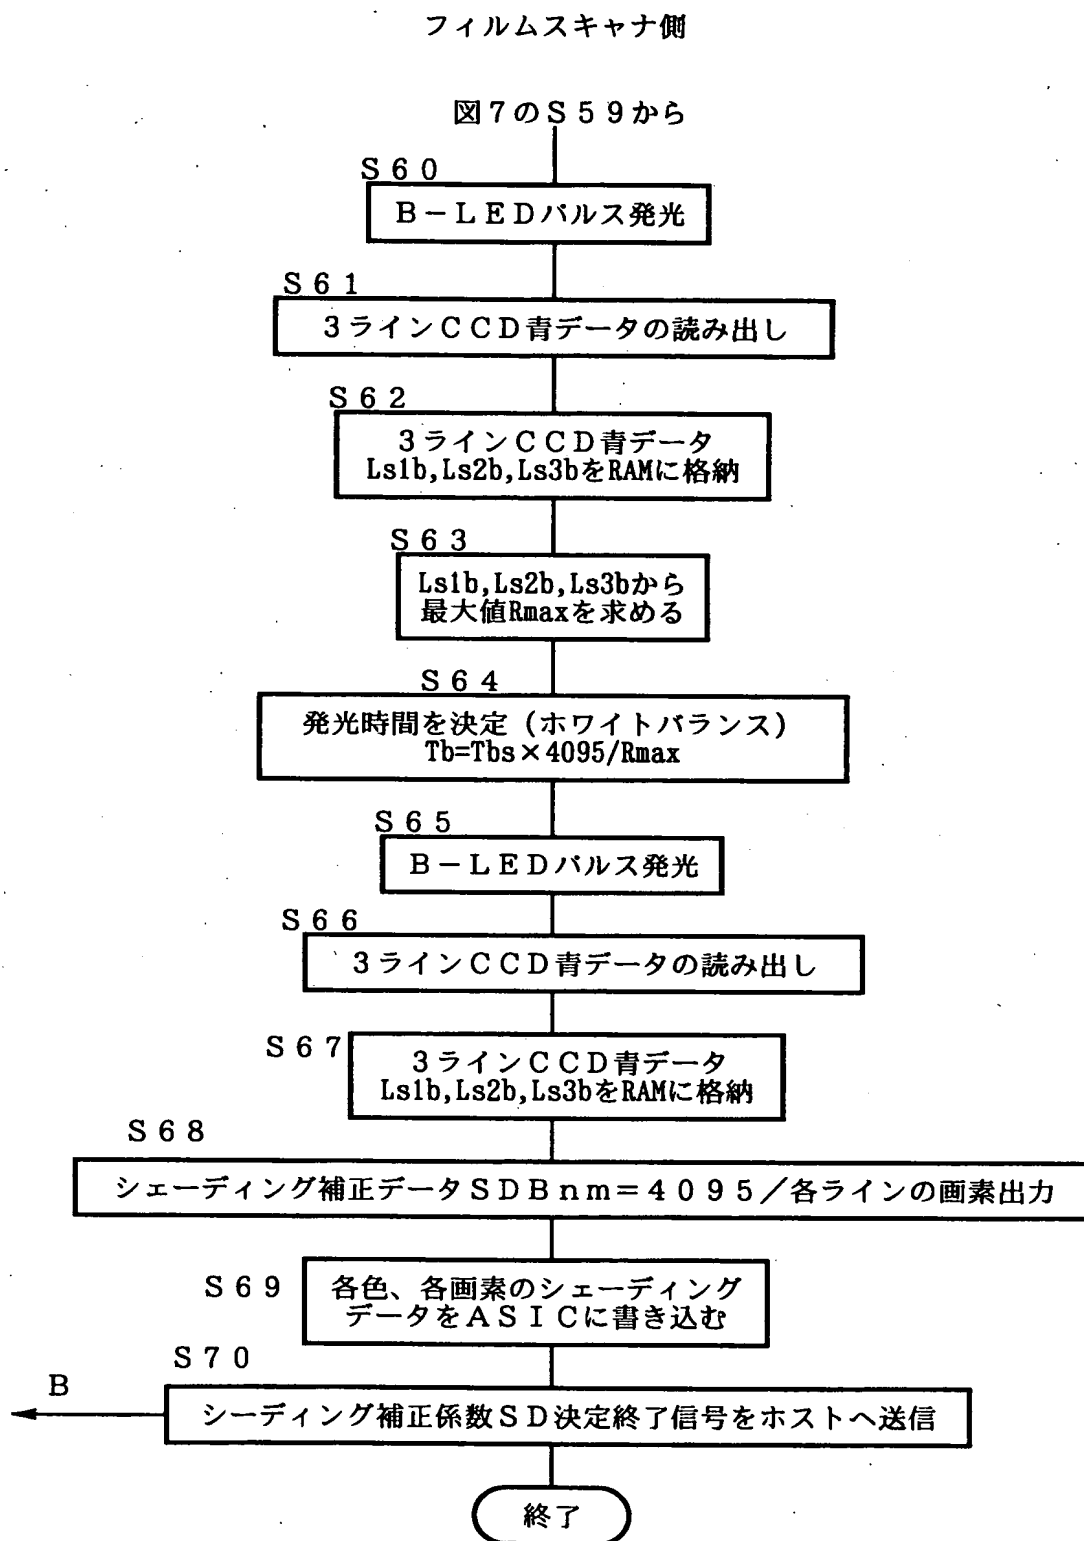 フィルムスキャナ側
図7のS59から
S60
B-LEDパルス発光
S61
3ラインCCD青データの読み出し
S62
3ラインCCD青データ
Ls1b,Ls2b,Ls3bをRAMに格納
S63
Ls1b,Ls2b,Ls3bから
最大値Rmaxを求める
S64
発光時間を決定(ホワイトバランス)
Tb=Tbs×4095/Rmax
S65
B-LEDパルス発光
S66
3ラインCCD青データの読み出し
S67
3ラインCCD青データ
Ls1b,Ls2b,Ls3bをRAMに格納
S68
シェーディング補正データSDBnm=4095/各ラインの画素出力
S69
各色、各画素のシェーディング
データをASICに書き込む
S70
B
シーディング補正係数SD決定終了信号をホストへ送信
終了